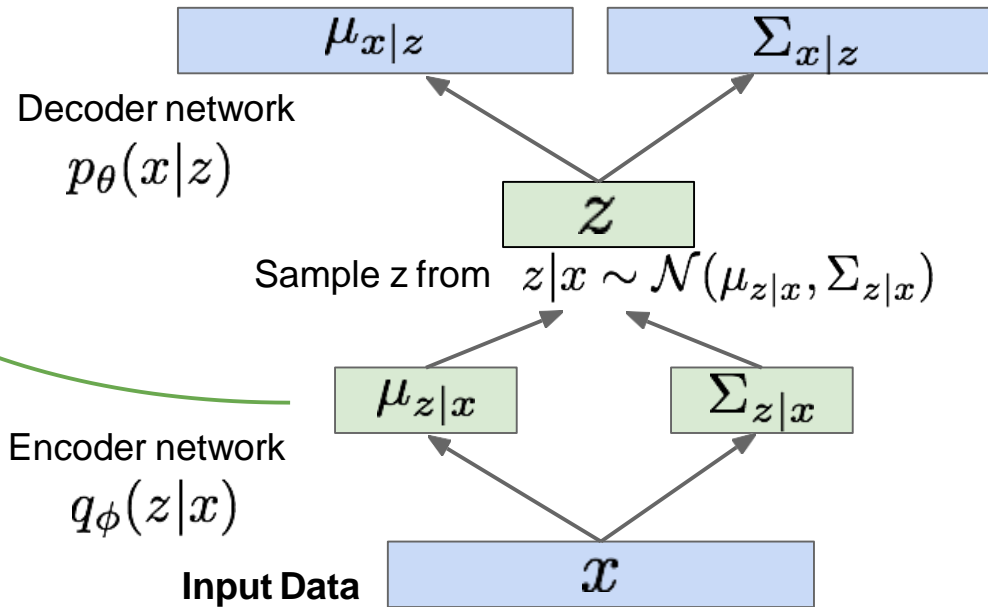 μ_{x|z} Σ_{x|z}
Decoder network
p_θ(x|z)
z
Sample z from z|x ∼ 𝒩(μ_{z|x}, Σ_{z|x})
μ_{z|x} Σ_{z|x}
Encoder network
q_ϕ(z|x)
Input Data x